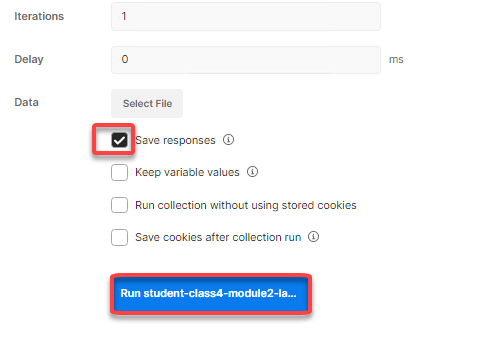 Iterations 1
Delay 0 ms
Data Select File
Save responses
Keep variable values
Run collection without using stored cookies
Save cookies after collection run
Run student-class4-module2-la...